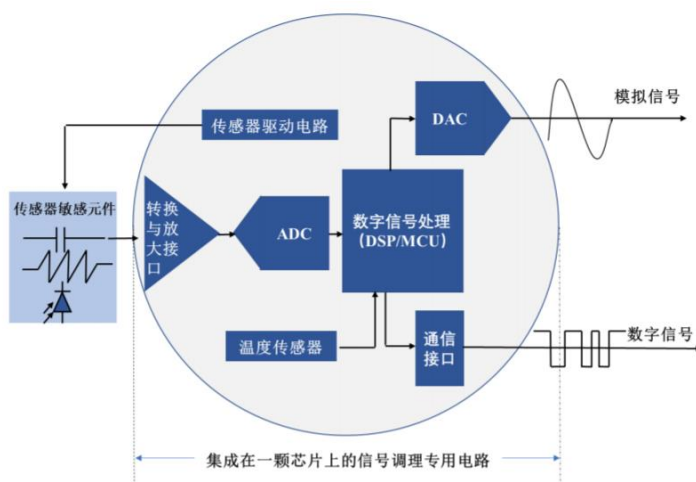 模拟信号
DAC
传感器驱动电路
传感器敏感元件
转换
与放
大接
口
ADC
数字信号处理
(DSP/MCU)
温度传感器
通信
接口
数字信号
集成在一颗芯片上的信号调理专用电路